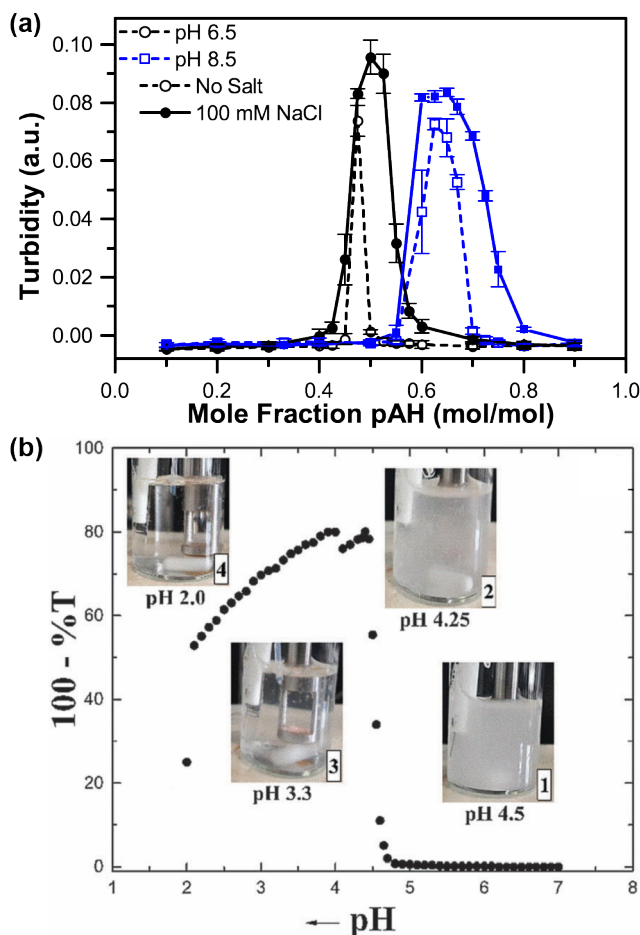 (a)
pH 6.5
pH 8.5
No Salt
100 mM NaCl
Turbidity (a.u.)
0.10
0.08
0.06
0.04
0.02
0.00
0.0 0.2 0.4 0.6 0.8 1.0
Mole Fraction pAH (mol/mol)
(b)
100 - %T
100
80
60
40
20
0
4
pH 2.0
2
pH 4.25
3
pH 3.3
1
pH 4.5
1 2 3 4 5 6 7 8
← pH